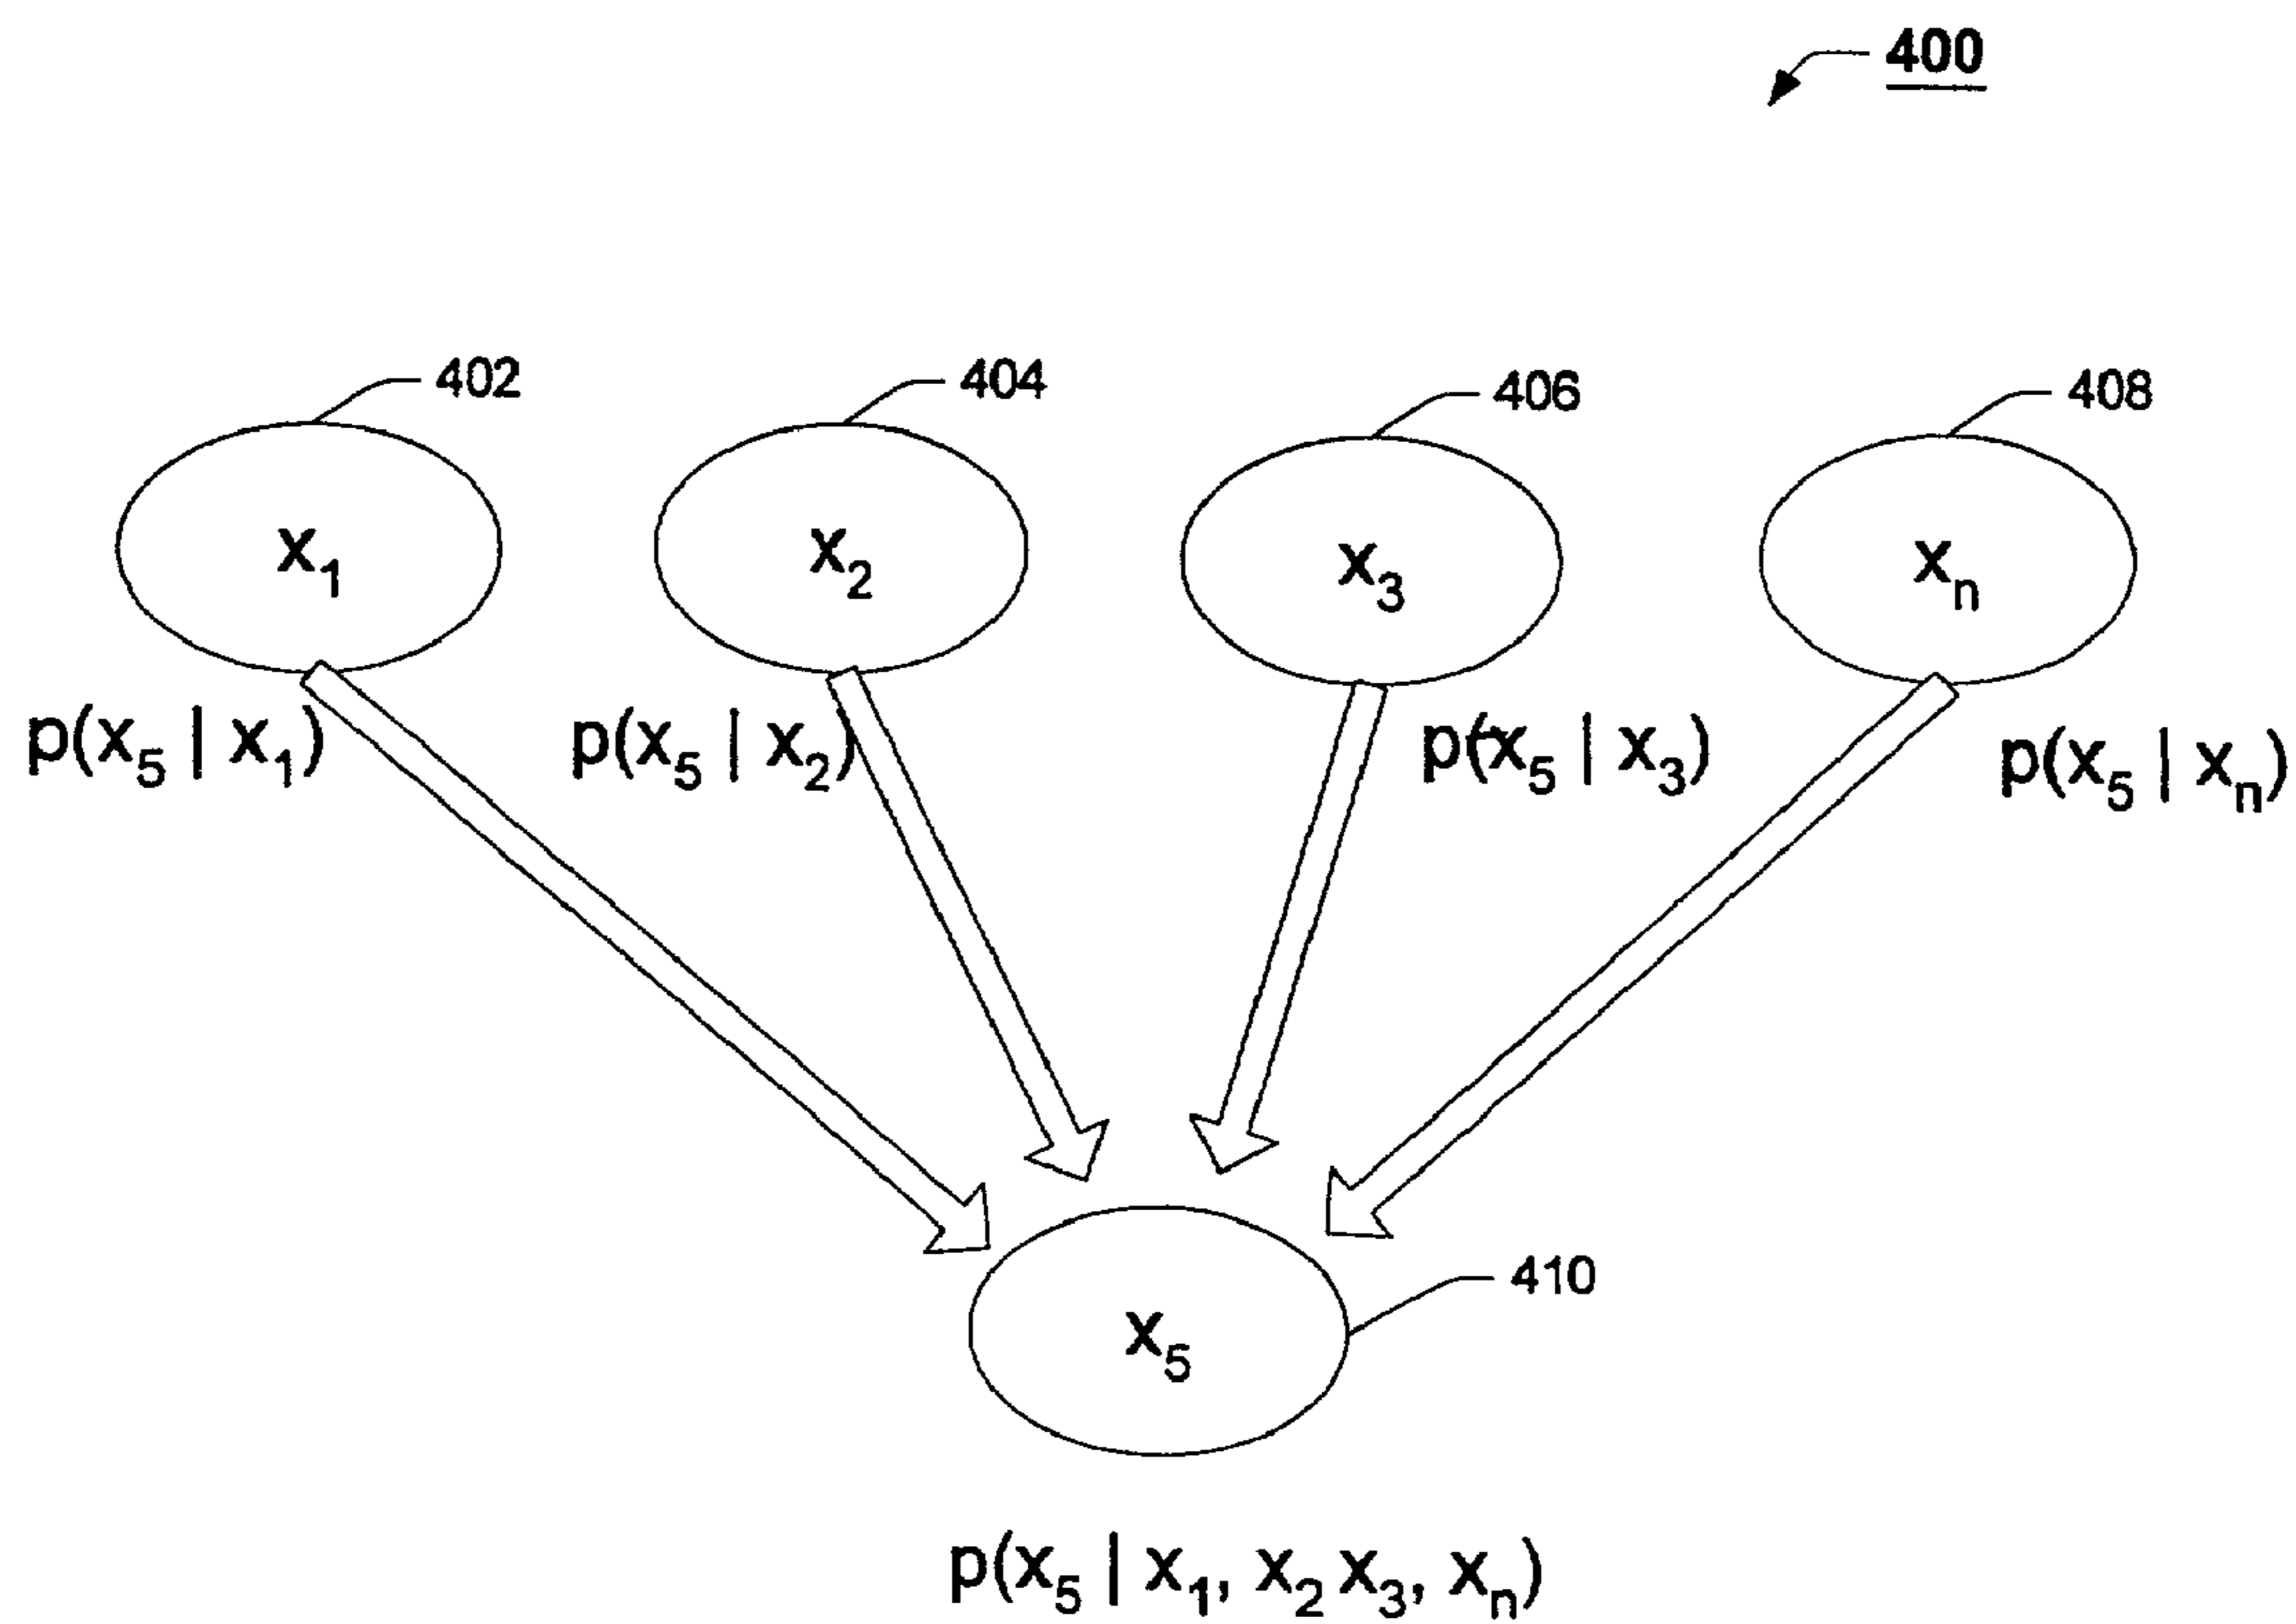 400
402
404
406
408
x₁
x₂
x₃
xₙ
p(x₅ | x₁)
p(x₅ | x₂)
p(x₅ | x₃)
p(x₅ | xₙ)
410
x₅
p(x₅ | x₁, x₂ x₃, xₙ)